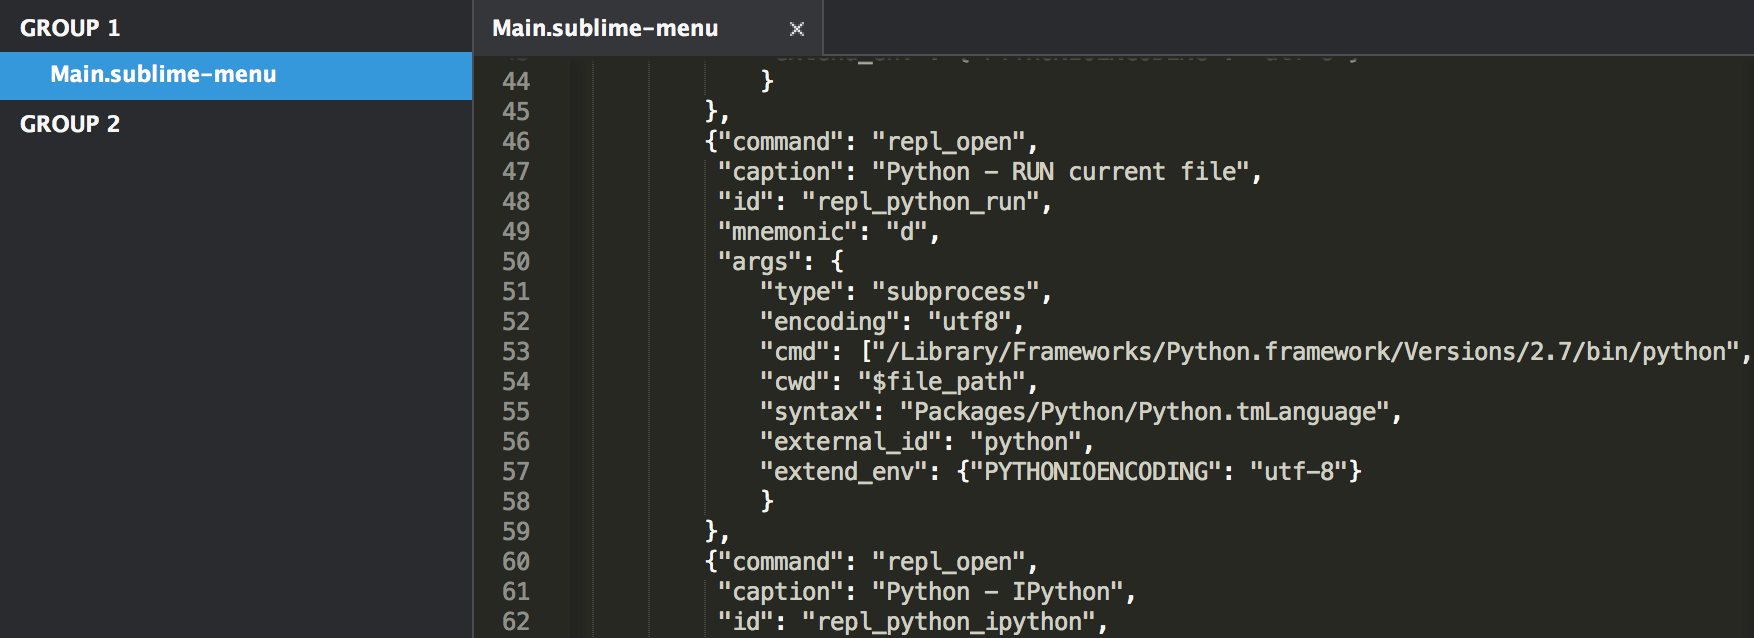 GROUP 1
Main.sublime-menu
GROUP 2
Main.sublime-menu ×
44 }
45 },
46 {"command": "repl_open",
47 "caption": "Python - RUN current file",
48 "id": "repl_python_run",
49 "mnemonic": "d",
50 "args": {
51 "type": "subprocess",
52 "encoding": "utf8",
53 "cmd": ["/Library/Frameworks/Python.framework/Versions/2.7/bin/python",
54 "cwd": "$file_path",
55 "syntax": "Packages/Python/Python.tmLanguage",
56 "external_id": "python",
57 "extend_env": {"PYTHONIOENCODING": "utf-8"}
58 }
59 },
60 {"command": "repl_open",
61 "caption": "Python - IPython",
62 "id": "repl_python_ipython",